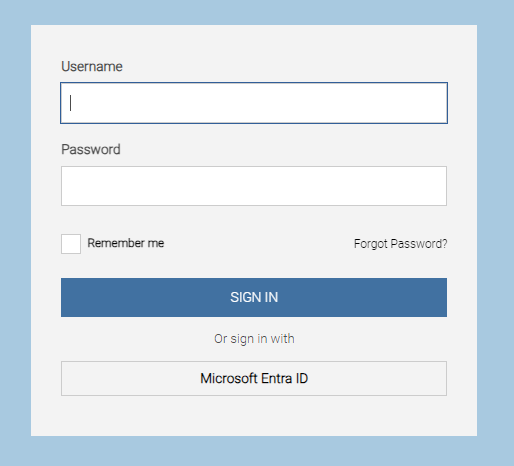 Username
Password
Remember me
Forgot Password?
SIGN IN
Or sign in with
Microsoft Entra ID